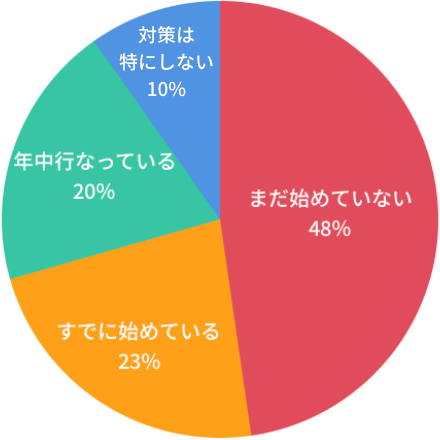 対策は
特にしない
10%
年中行なっている
20%
まだ始めていない
48%
すでに始めている
23%